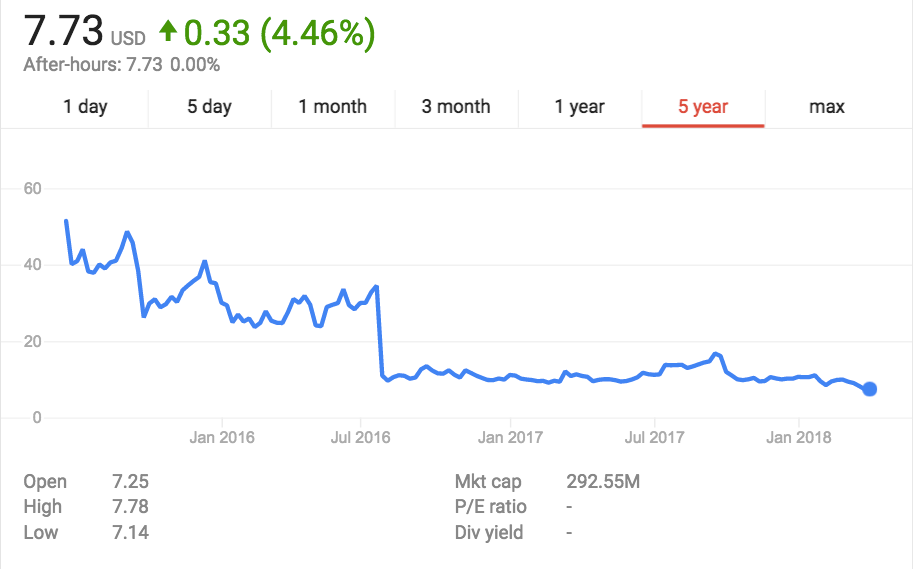 7.73 USD ↑0.33 (4.46%)
After-hours: 7.73 0.00%
1 day 5 day 1 month 3 month 1 year 5 year max
60
40
20
0
Jan 2016 Jul 2016 Jan 2017 Jul 2017 Jan 2018
Open 7.25 Mkt cap 292.55M
High 7.78 P/E ratio -
Low 7.14 Div yield -